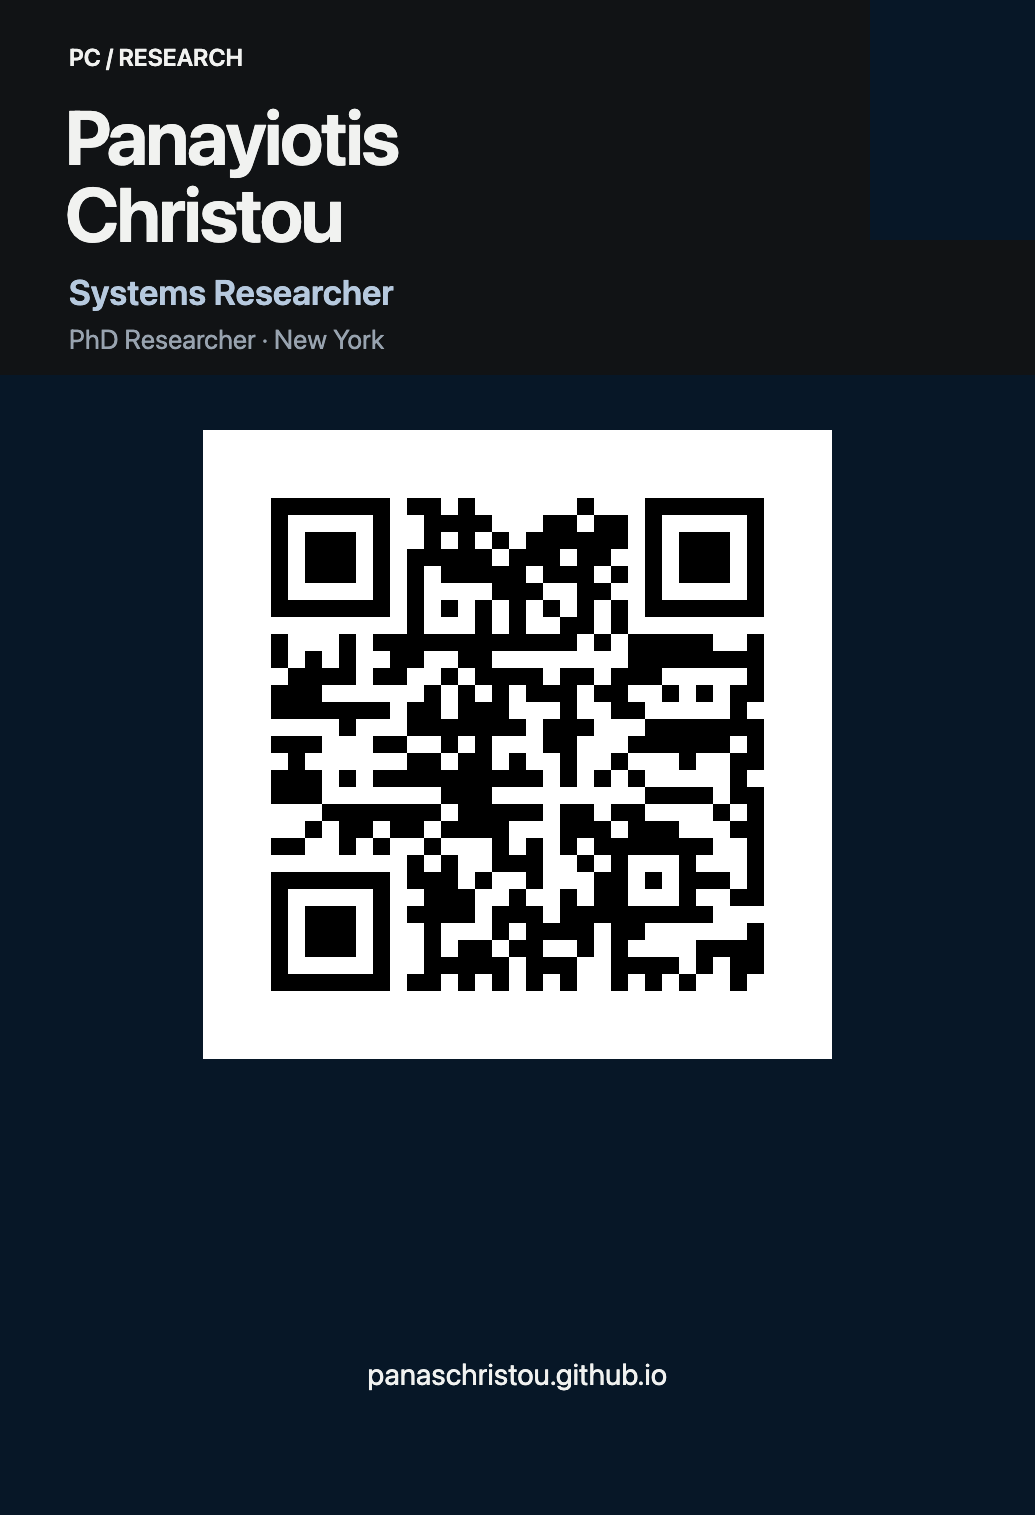 PC / RESEARCH
Panayiotis
Christou
Systems Researcher
PhD Researcher · New York
panaschristou.github.io